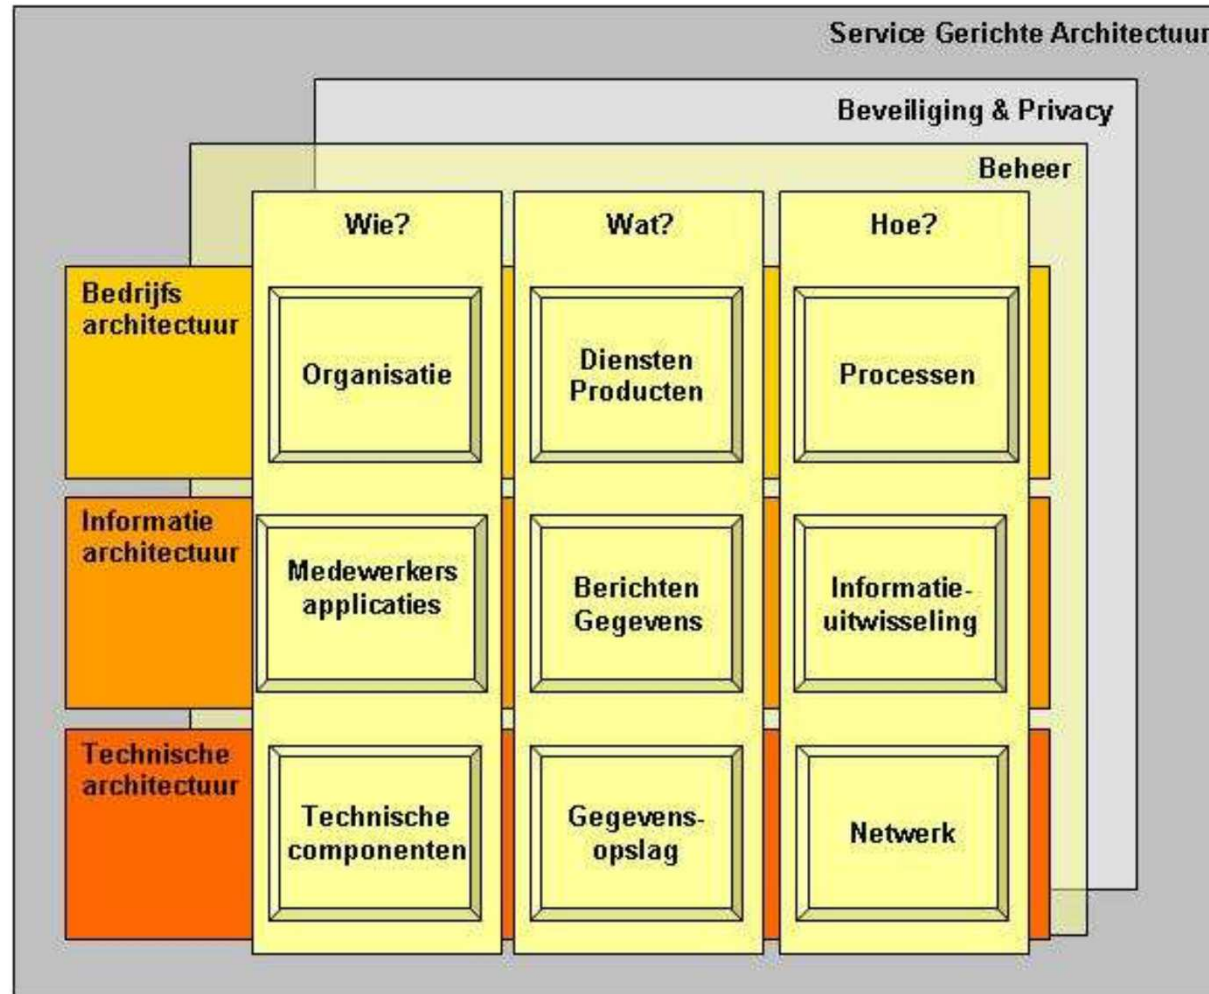 Service Gerichte Architectuur
Beveiliging & Privacy
Beheer
Wie?
Wat?
Hoe?
Bedrijfs
architectuur
Organisatie
Diensten
Producten
Processen
Informatie
architectuur
Medewerkers
applicaties
Berichten
Gegevens
Informatie-
uitwisseling
Technische
architectuur
Technische
componenten
Gegevens-
opslag
Netwerk